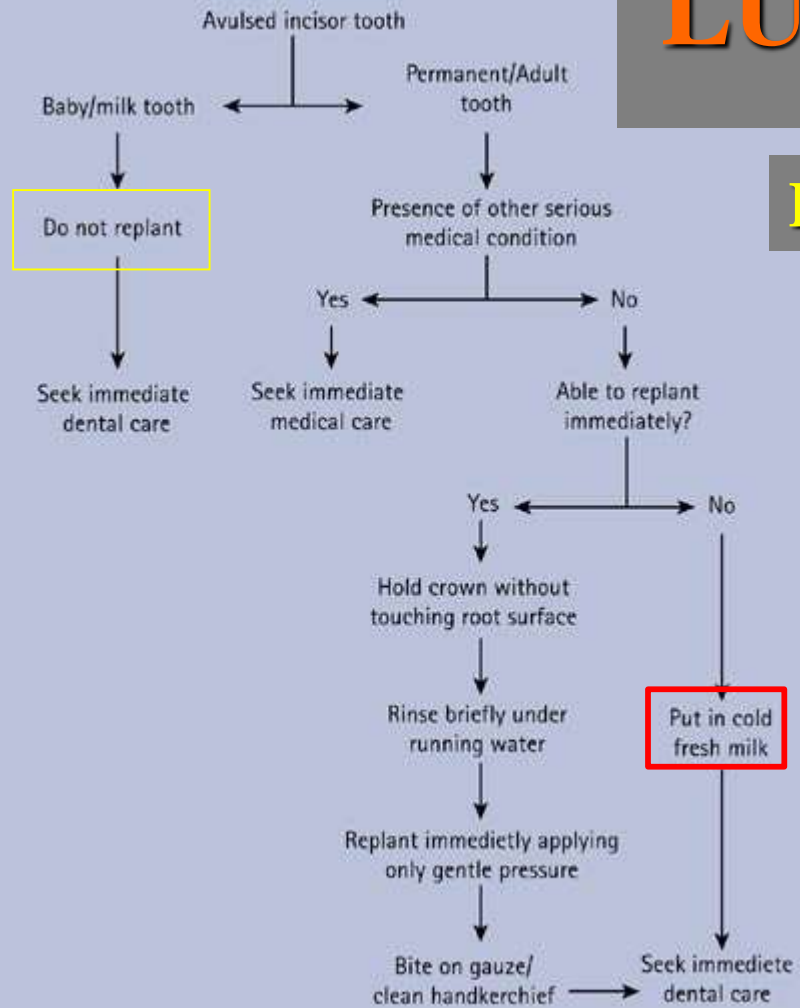 LU
Avulsed incisor tooth
Baby/milk tooth
Permanent/Adult
tooth
Do not replant
Presence of other serious
medical condition
Yes
No
Seek immediate
dental care
Seek immediate
medical care
Able to replant
immediately?
Yes
No
Hold crown without
touching root surface
Rinse briefly under
running water
Put in cold
fresh milk
Replant immedietly applying
only gentle pressure
Bite on gauze/
clean handkerchief
Seek immediete
dental care